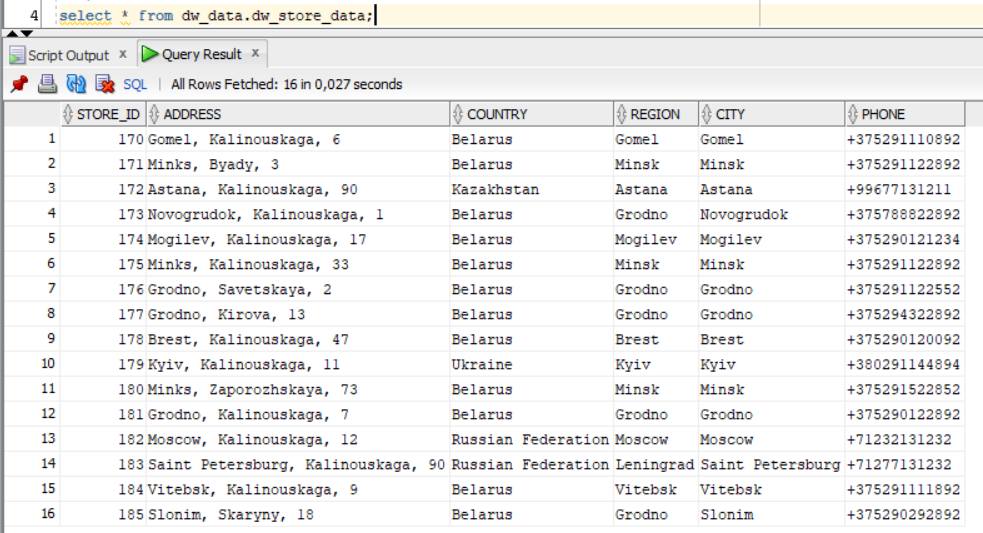 4 select * from dw_data.dw_store_data;
Script Output x Query Result x
SQL | All Rows Fetched: 16 in 0,027 seconds
STORE_ID ADDRESS COUNTRY REGION CITY PHONE
1 170 Gomel, Kalinouskaga, 6 Belarus Gomel Gomel +375291110892
2 171 Minks, Byady, 3 Belarus Minsk Minsk +375291122892
3 172 Astana, Kalinouskaga, 90 Kazakhstan Astana Astana +99677131211
4 173 Novogrudok, Kalinouskaga, 1 Belarus Grodno Novogrudok +375788822892
5 174 Mogilev, Kalinouskaga, 17 Belarus Mogilev Mogilev +375290121234
6 175 Minks, Kalinouskaga, 33 Belarus Minsk Minsk +375291122892
7 176 Grodno, Savetskaya, 2 Belarus Grodno Grodno +375291122552
8 177 Grodno, Kirova, 13 Belarus Grodno Grodno +375294322892
9 178 Brest, Kalinouskaga, 47 Belarus Brest Brest +375290120092
10 179 Kyiv, Kalinouskaga, 11 Ukraine Kyiv Kyiv +380291144894
11 180 Minks, Zaporozhskaya, 73 Belarus Minsk Minsk +375291522852
12 181 Grodno, Kalinouskaga, 7 Belarus Grodno Grodno +375290122892
13 182 Moscow, Kalinouskaga, 12 Russian Federation Moscow Moscow +71232131232
14 183 Saint Petersburg, Kalinouskaga, 90 Russian Federation Leningrad Saint Petersburg +71277131232
15 184 Vitebsk, Kalinouskaga, 9 Belarus Vitebsk Vitebsk +375291111892
16 185 Slonim, Skaryny, 18 Belarus Grodno Slonim +375290292892